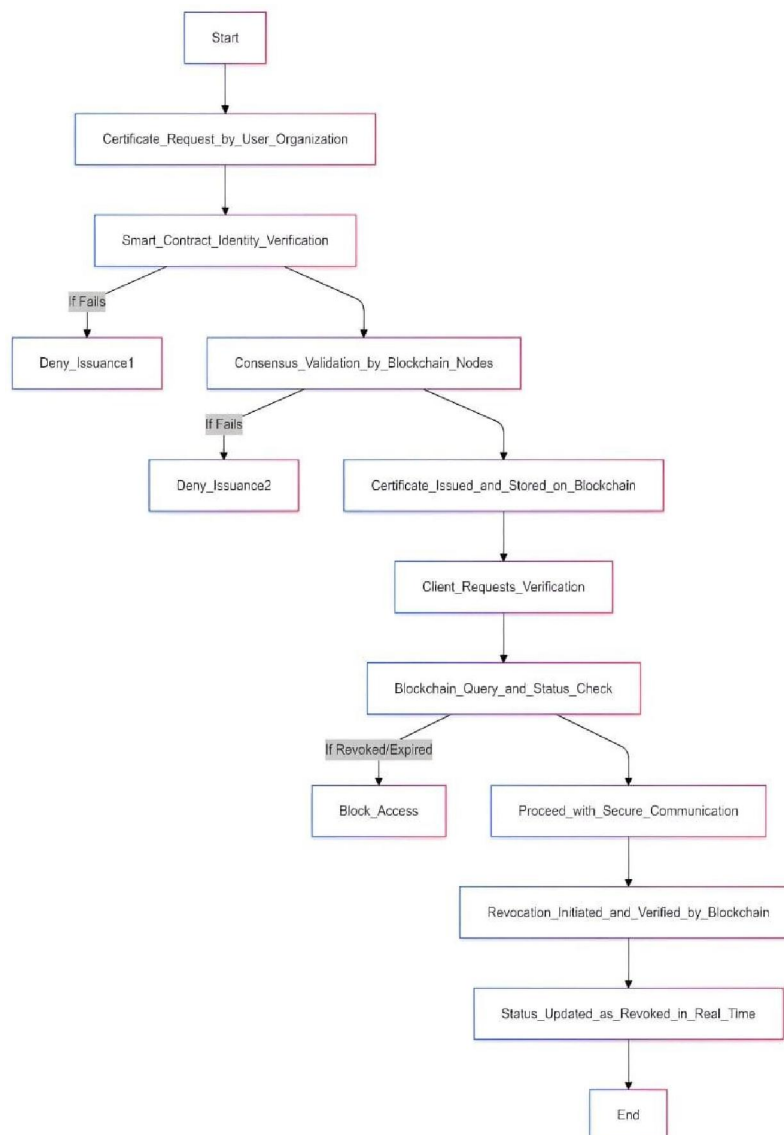 Start
Certificate_Request_by_User_Organization
Smart_Contract_Identity_Verification
If Fails
Deny_Issuance1
Consensus_Validation_by_Blockchain_Nodes
If Fails
Deny_Issuance2
Certificate_Issued_and_Stored_on_Blockchain
Client_Requests_Verification
Blockchain_Query_and_Status_Check
If Revoked/Expired
Block_Access
Proceed_with_Secure_Communication
Revocation_Initiated_and_Verified_by_Blockchain
Status_Updated_as_Revoked_in_Real_Time
End